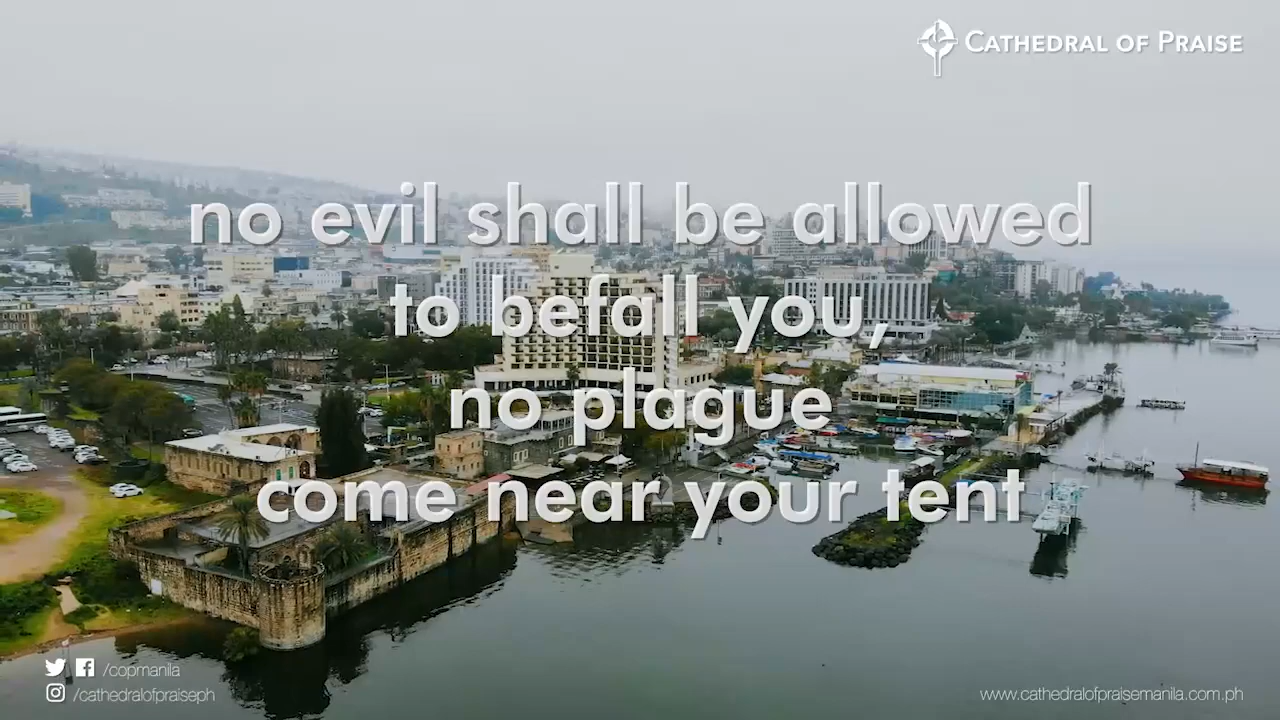 CATHEDRAL OF PRAISE
no evil shall be allowed
to befall you,
no plague
come near your tent
/copmanila
/cathedralofpraiseph
www.cathedralofpraisemanila.com.ph